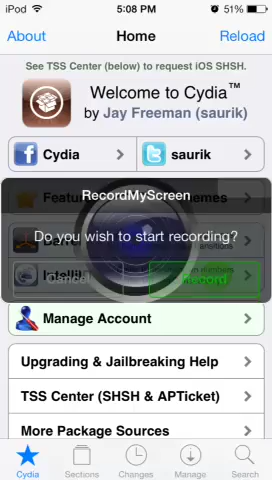 iPod 5:08 PM 51%
About Home Reload
See TSS Center (below) to request iOS SHSH.
Welcome to Cydia™
by Jay Freeman (saurik)
Cydia saurik
RecordMyScreen
Do you wish to start recording?
Cancel Record
Manage Account
Upgrading & Jailbreaking Help
TSS Center (SHSH & APTicket)
More Package Sources
Cydia Sections Changes Manage Search